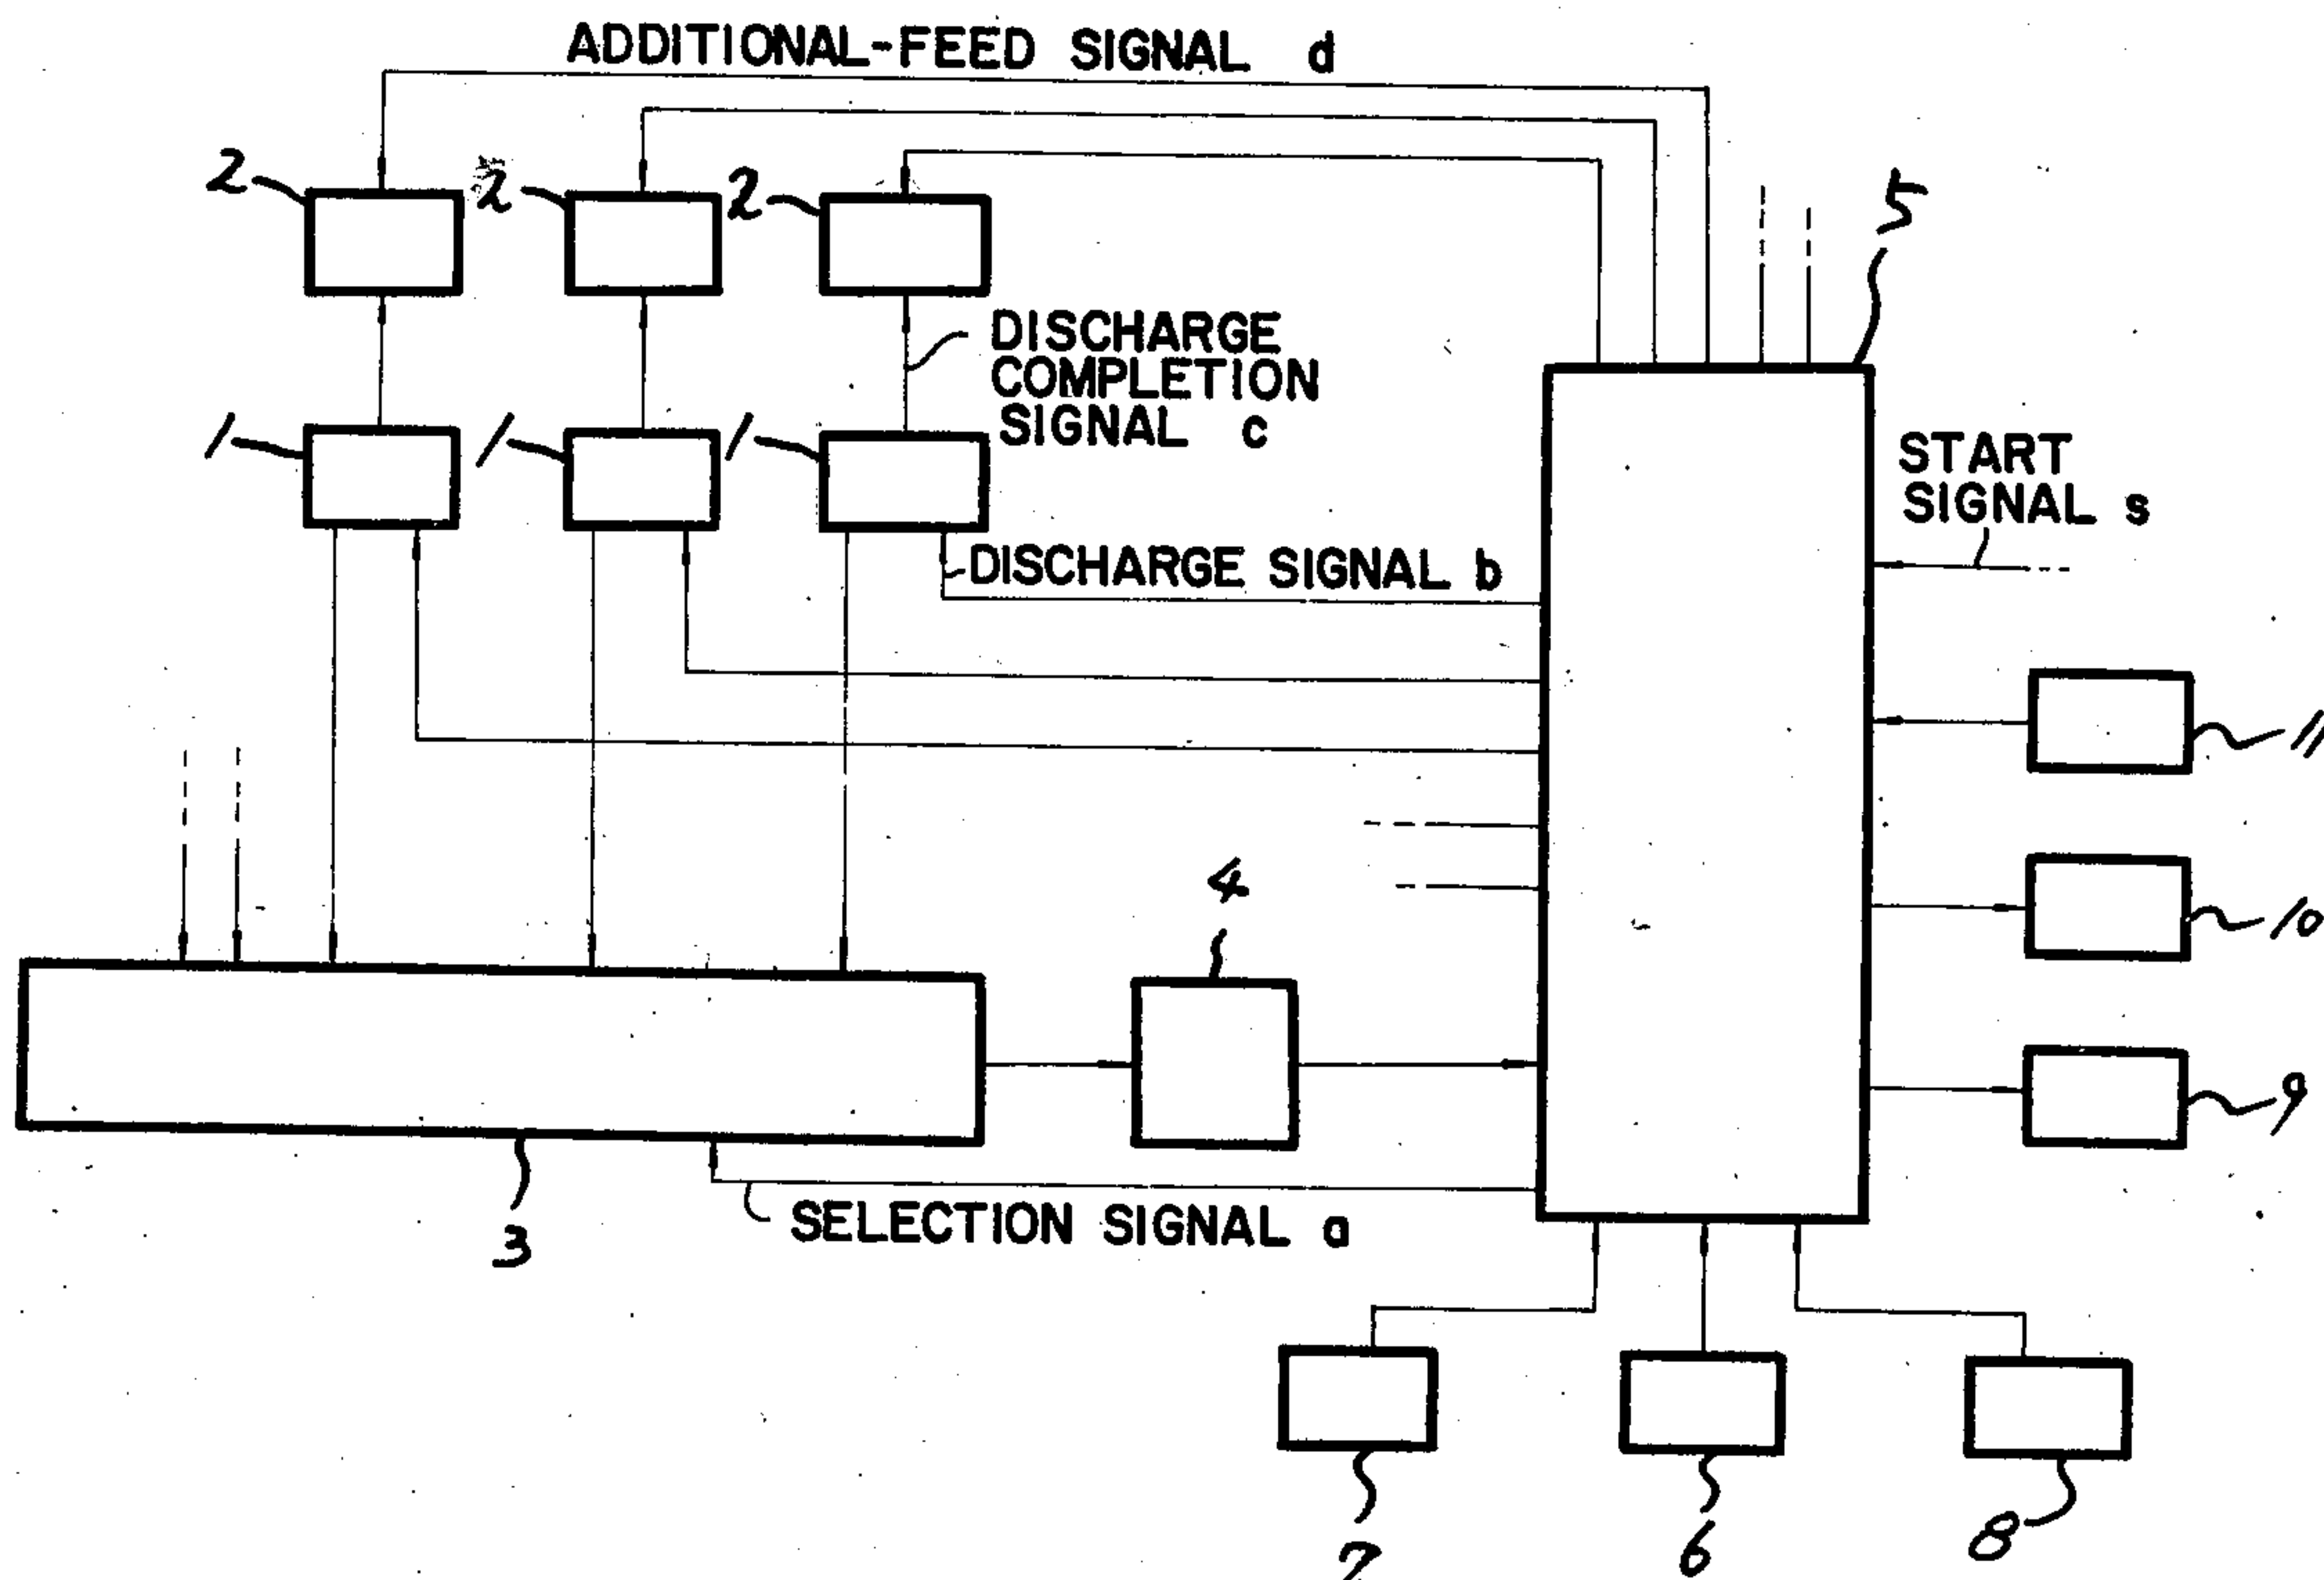 ADDITIONAL-FEED SIGNAL d
2
2
2
5
DISCHARGE
COMPLETION
SIGNAL c
1
1
1
START
SIGNAL s
DISCHARGE SIGNAL b
11
4
10
9
SELECTION SIGNAL a
3
7
6
8